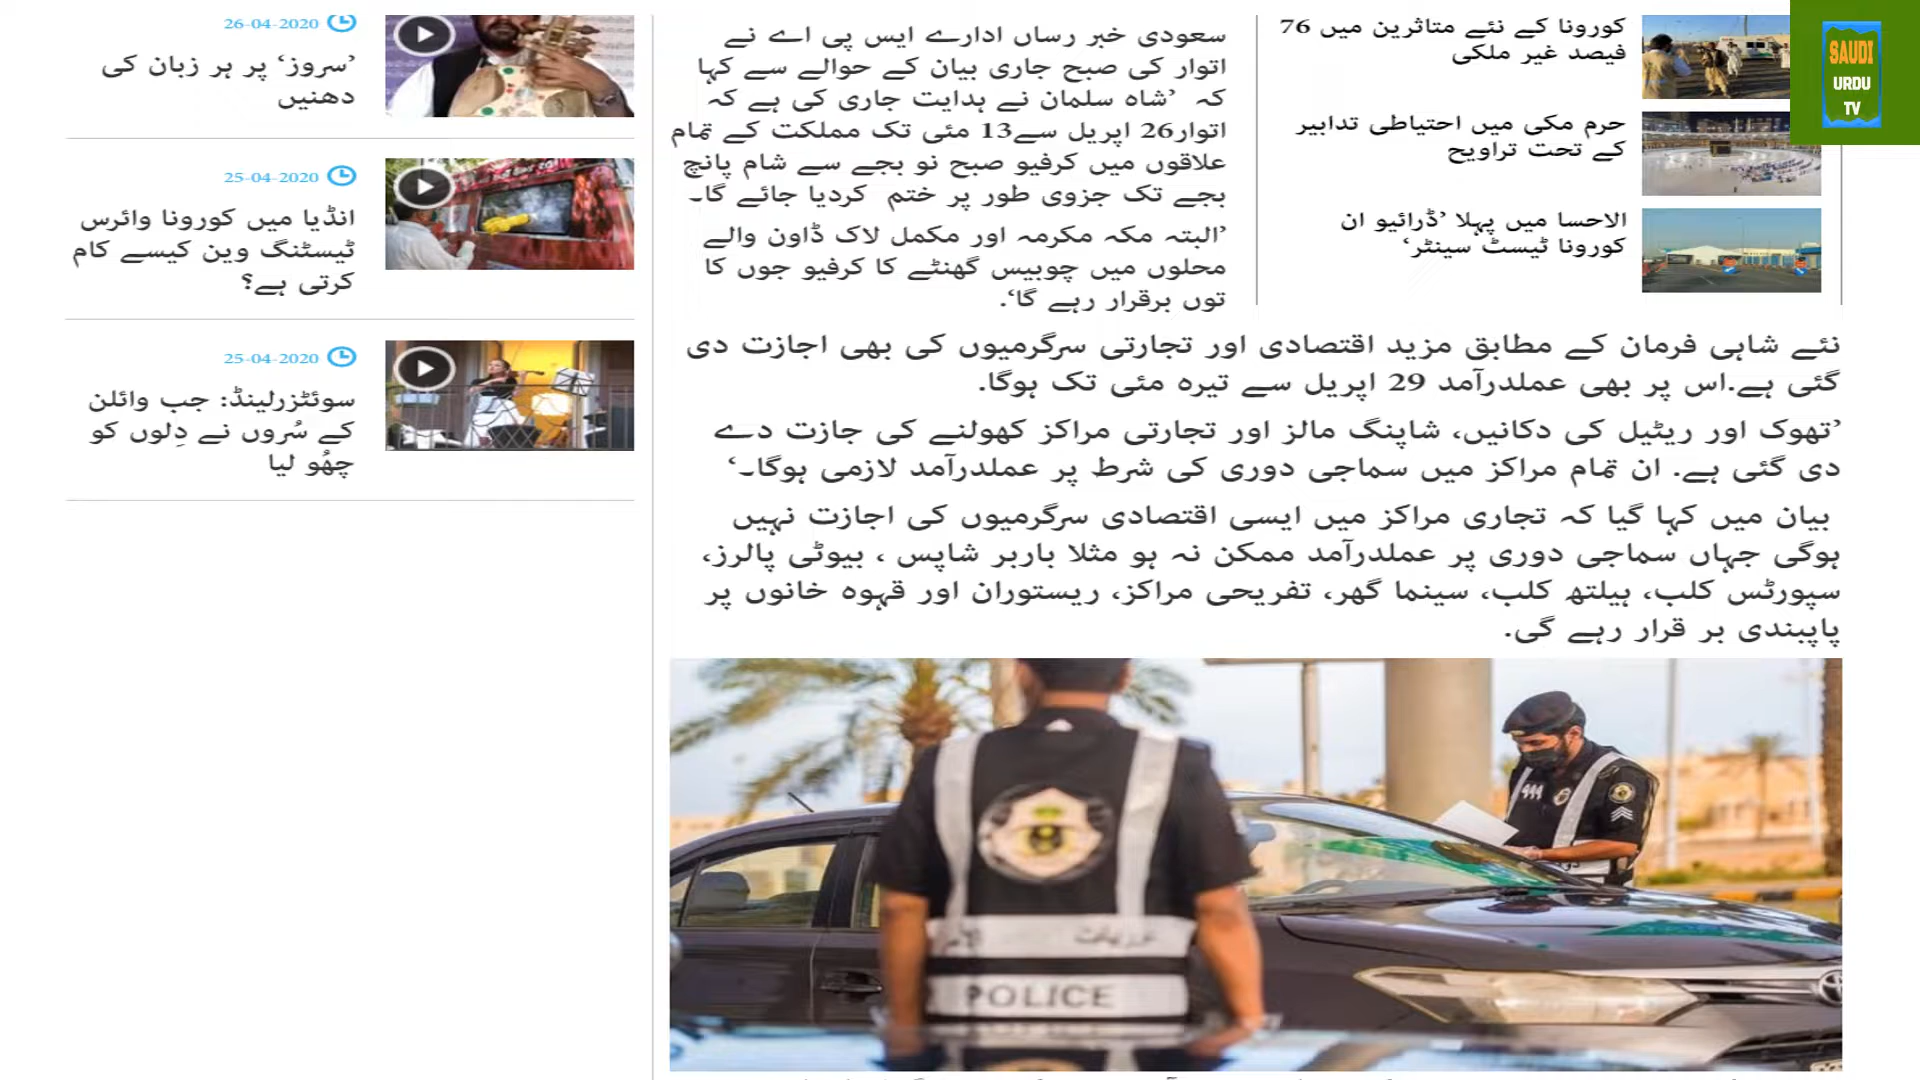 کورونا کے نئے متاثرین میں 76
فیصد غیر ملکی
حرم مکی میں احتیاطی تدابیر
کے تحت تراویح
الاحسا میں پہلا ’ڈرائیو ان
کورونا ٹیسٹ سینٹر‘
سعودی خبر رساں ادارے ایس پی اے نے
اتوار کی صبح جاری بیان کے حوالے سے کہا
کہ ’شاہ سلمان نے ہدایت جاری کی ہے کہ
اتوار26 اپریل سے13 مئی تک مملکت کے تمام
علاقوں میں کرفیو صبح نو بجے سے شام پانچ
بجے تک جزوی طور پر ختم کردیا جائے گا۔
’البتہ مکہ مکرمہ اور مکمل لاک ڈاون والے
محلوں میں چوبیس گھنٹے کا کرفیو جوں کا
توں برقرار رہے گا‘.
نئے شاہی فرمان کے مطابق مزید اقتصادی اور تجارتی سرگرمیوں کی بھی اجازت دی
گئی ہے.اس پر بھی عملدرآمد 29 اپریل سے تیرہ مئی تک ہوگا.
’تھوک اور ریٹیل کی دکانیں، شاپنگ مالز اور تجارتی مراکز کھولنے کی جازت دے
دی گئی ہے. ان تمام مراکز میں سماجی دوری کی شرط پر عملدرآمد لازمی ہوگا۔‘
بیان میں کہا گیا کہ تجاری مراکز میں ایسی اقتصادی سرگرمیوں کی اجازت نہیں
ہوگی جہاں سماجی دوری پر عملدرآمد ممکن نہ ہو مثلا باربر شاپس ، بیوٹی پالرز،
سپورٹس کلب، ہیلتھ کلب، سینما گھر، تفریحی مراکز، ریستوران اور قہوہ خانوں پر
پاپبندی بر قرار رہے گی.
26-04-2020
’سروز‘ پر ہر زبان کی
دھنیں
25-04-2020
انڈیا میں کورونا وائرس
ٹیسٹنگ وین کیسے کام
کرتی ہے؟
25-04-2020
سوئٹزرلینڈ: جب وائلن
کے سُروں نے دِلوں کو
چھُو لیا
SAUDI
URDU
TV
POLICE